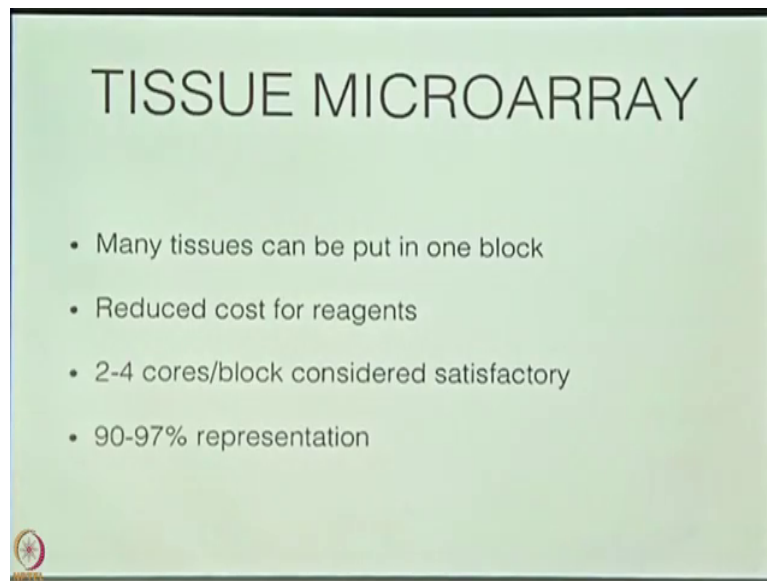 TISSUE MICROARRAY
• Many tissues can be put in one block
• Reduced cost for reagents
• 2-4 cores/block considered satisfactory
• 90-97% representation